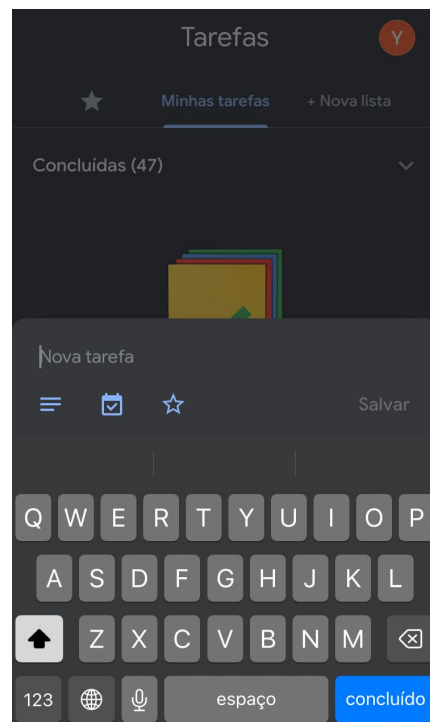 Tarefas
Y
Minhas tarefas
+ Nova lista
Concluídas (47)
Nova tarefa
Salvar
Q W E R T Y U I O P
A S D F G H J K L
Z X C V B N M
123 espaço concluído